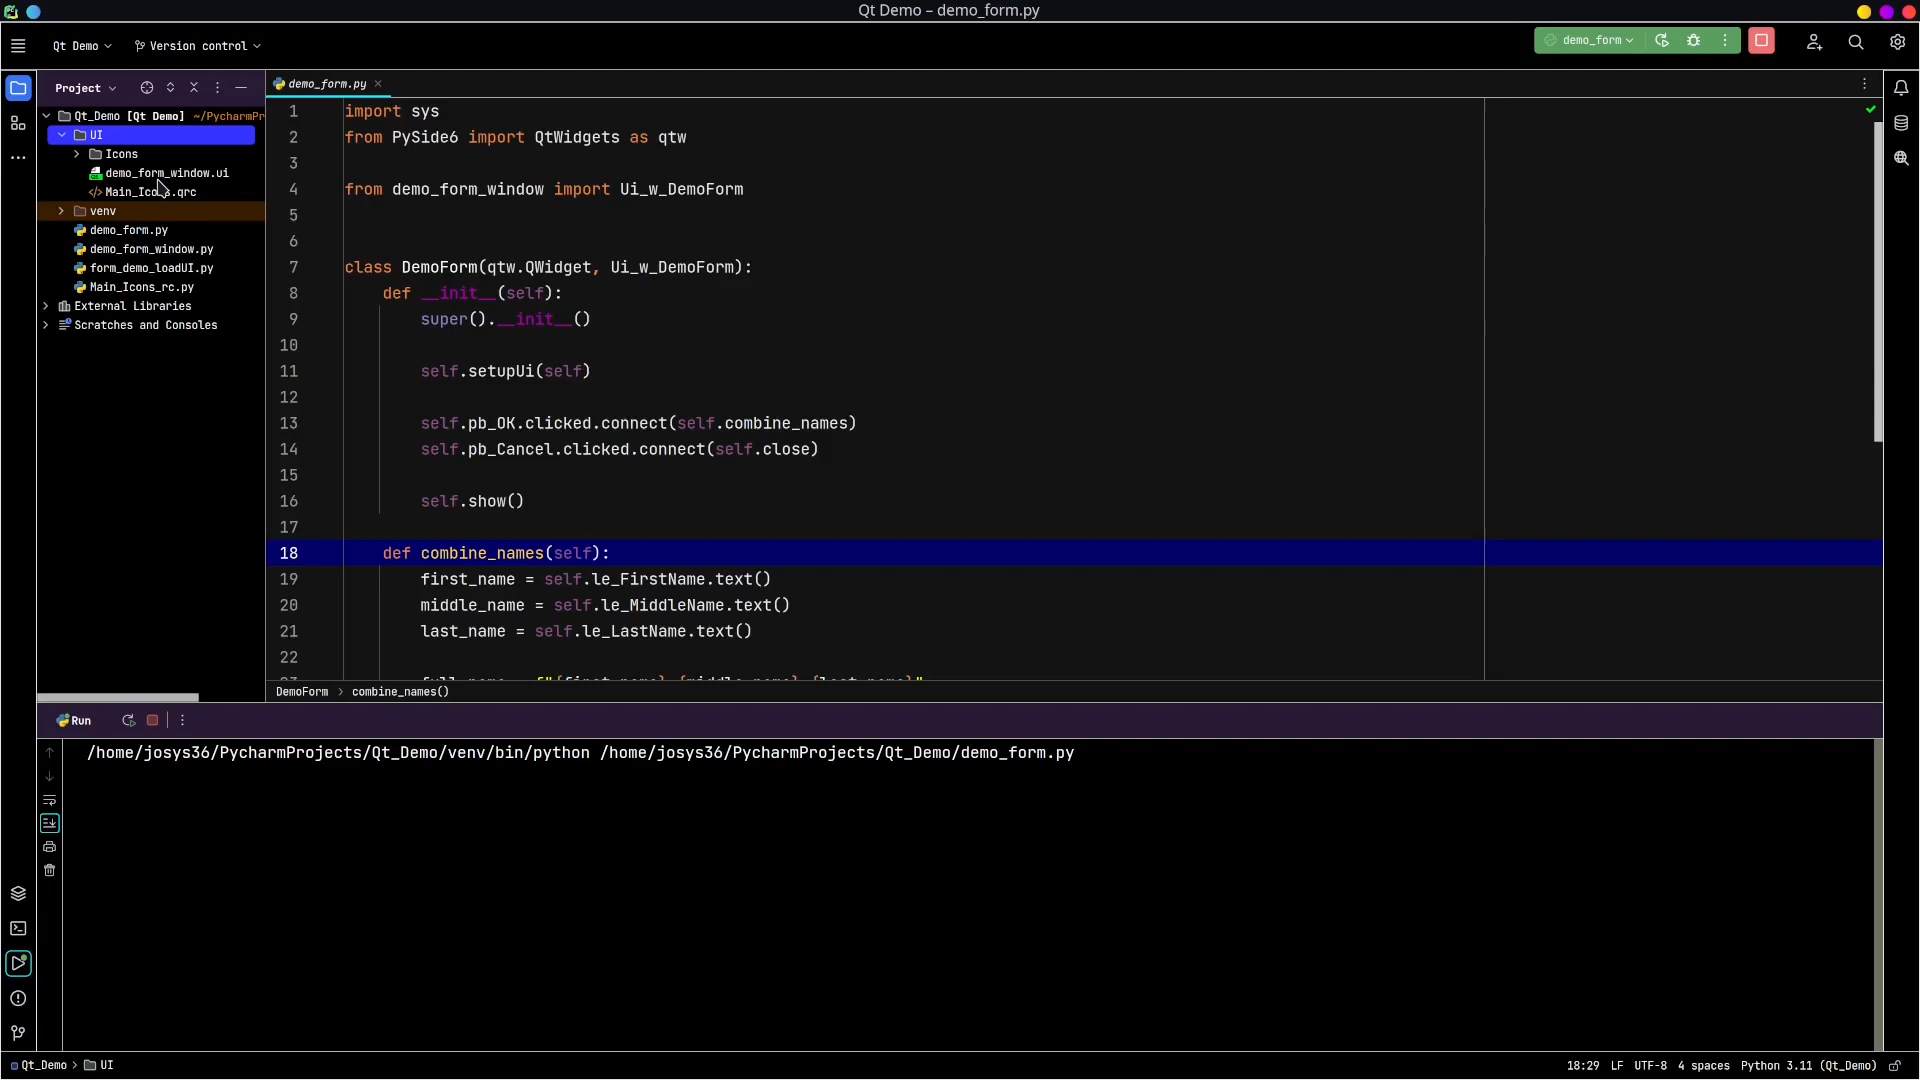 Qt Demo – demo_form.py
Qt Demo
Version control
demo_form
Project
demo_form.py
Qt_Demo [Qt Demo] ~/PycharmPr
UI
Icons
demo_form_window.ui
Main_Icons.qrc
venv
demo_form.py
demo_form_window.py
form_demo_loadUI.py
Main_Icons_rc.py
External Libraries
Scratches and Consoles
1 import sys
2 from PySide6 import QtWidgets as qtw
3
4 from demo_form_window import Ui_w_DemoForm
5
6
7 class DemoForm(qtw.QWidget, Ui_w_DemoForm):
8 def __init__(self):
9 super().__init__()
10
11 self.setupUi(self)
12
13 self.pb_OK.clicked.connect(self.combine_names)
14 self.pb_Cancel.clicked.connect(self.close)
15
16 self.show()
17
18 def combine_names(self):
19 first_name = self.le_FirstName.text()
20 middle_name = self.le_MiddleName.text()
21 last_name = self.le_LastName.text()
22
DemoForm > combine_names()
Run
/home/josys36/PycharmProjects/Qt_Demo/venv/bin/python /home/josys36/PycharmProjects/Qt_Demo/demo_form.py
Qt_Demo > UI
18:29 LF UTF-8 4 spaces Python 3.11 (Qt_Demo)